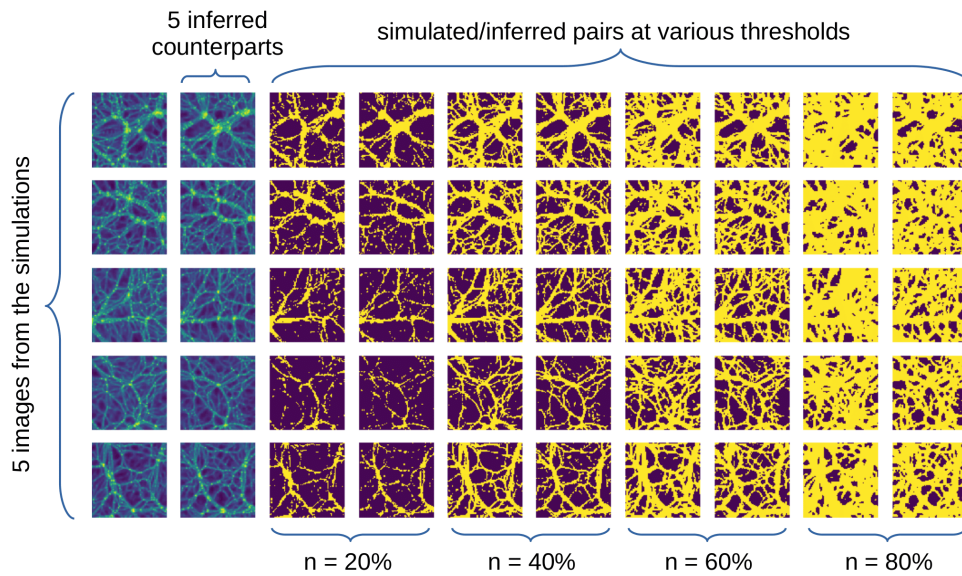 5 inferred
counterparts
simulated/inferred pairs at various thresholds
5 images from the simulations
n = 20%
n = 40%
n = 60%
n = 80%